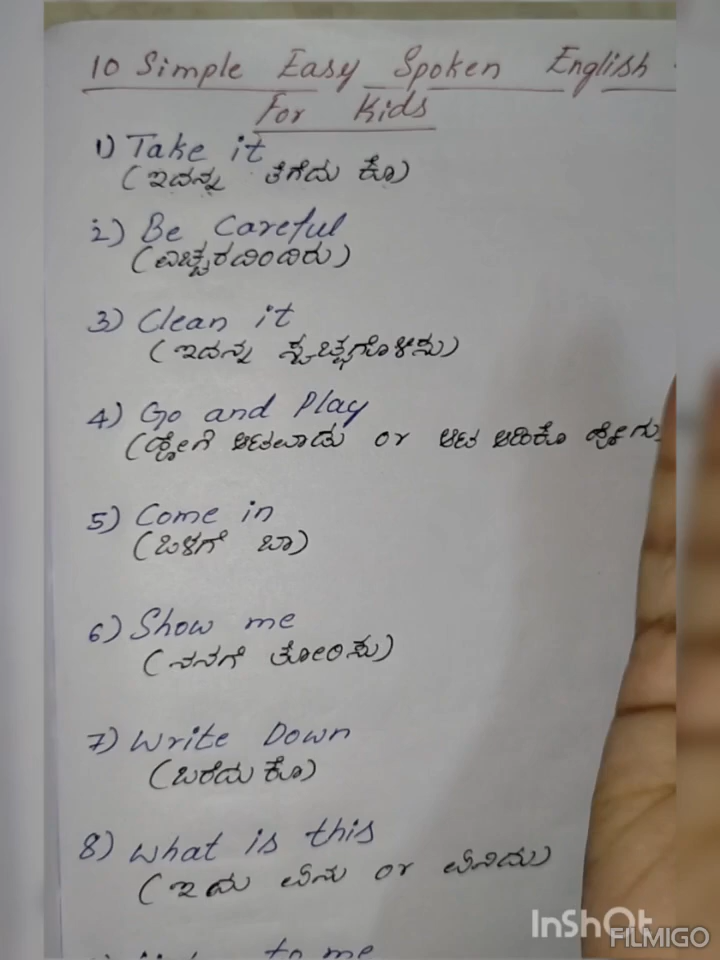 10 Simple Easy Spoken English
For Kids
1) Take it
(ಇದನ್ನು ತೆಗೆದು ಕೊ)
2) Be Careful
(ಎಚ್ಚರದಿಂದಿರು)
3) Clean it
(ಇದನ್ನು ಸ್ವಚ್ಛಗೊಳಿಸು)
4) Go and Play
(ಹೋಗಿ ಆಟವಾಡು or ಆಟ ಆಡಿಕೊ ಹೋಗು
5) Come in
(ಒಳಗೆ ಬಾ)
6) Show me
(ನನಗೆ ತೋರಿಸು)
7) Write Down
(ಬರೆದು ಕೊ)
8) What is this
(ಇದು ಏನು or ಏನಿದು)
to me
InShOt
FILMIGO